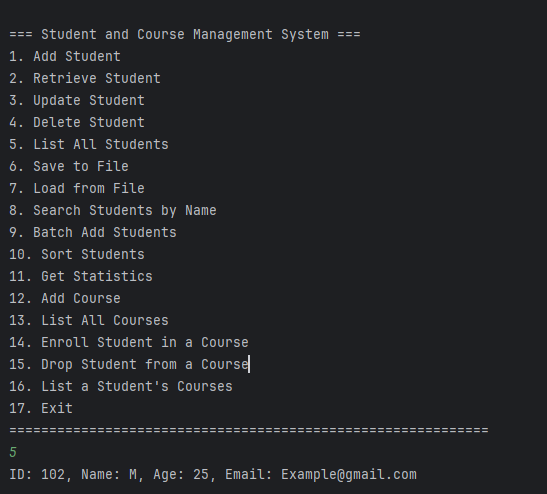 === Student and Course Management System ===
1. Add Student
2. Retrieve Student
3. Update Student
4. Delete Student
5. List All Students
6. Save to File
7. Load from File
8. Search Students by Name
9. Batch Add Students
10. Sort Students
11. Get Statistics
12. Add Course
13. List All Courses
14. Enroll Student in a Course
15. Drop Student from a Course
16. List a Student's Courses
17. Exit
============================================================
5
ID: 102, Name: M, Age: 25, Email: Example@gmail.com